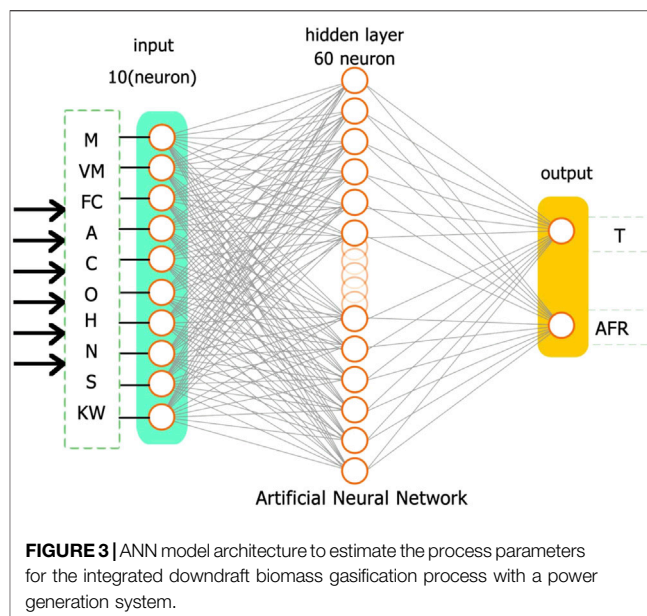 hidden layer
60 neuron
input
10(neuron)
M
VM
FC
A
C
O
H
N
S
KW
output
T
AFR
Artificial Neural Network
FIGURE 3 | ANN model architecture to estimate the process parameters
for the integrated downdraft biomass gasification process with a power
generation system.